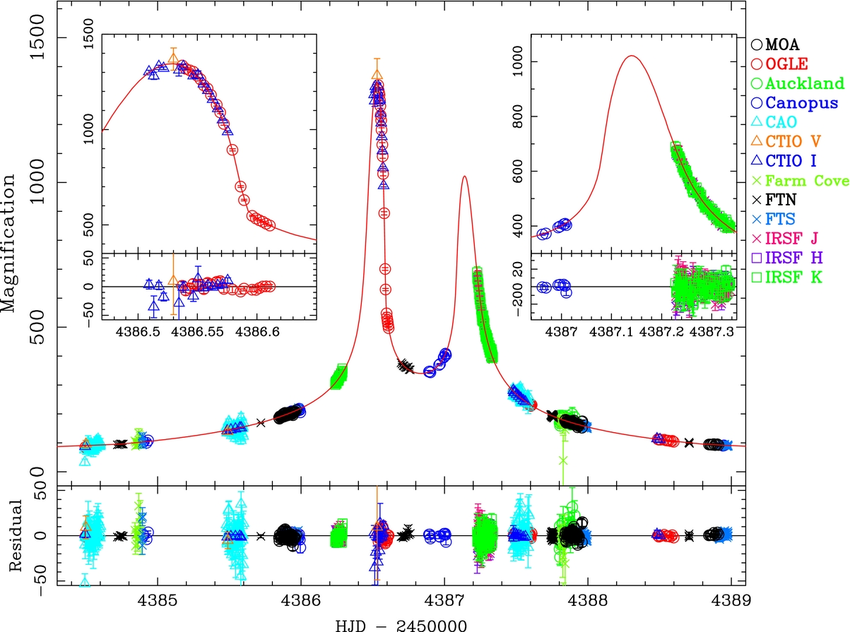 1500
1000
500
0
Magnification
1500
1000
500
4386.5 4386.55 4386.6
50
0
−50
1000
800
600
400
4387 4387.1 4387.2 4387.3
20
0
−20
MOA
OGLE
Auckland
Canopus
CAO
CTIO V
CTIO I
Farm Cove
FTN
FTS
IRSF J
IRSF H
IRSF K
50
0
−50
Residual
4385 4386 4387 4388 4389
HJD − 2450000